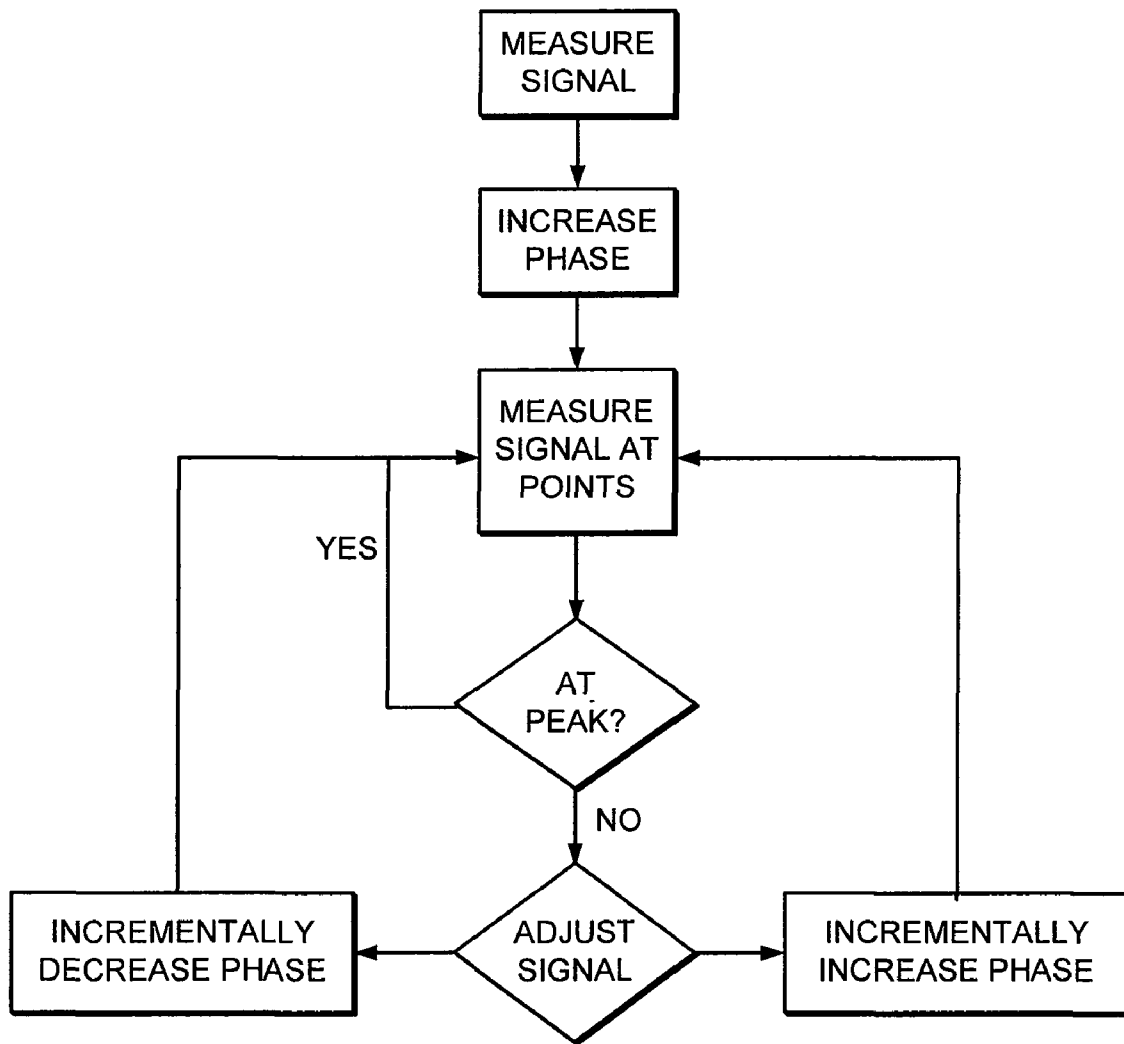 MEASURE
SIGNAL
INCREASE
PHASE
MEASURE
SIGNAL AT
POINTS
YES
AT
PEAK?
NO
ADJUST
SIGNAL
INCREMENTALLY
DECREASE PHASE
INCREMENTALLY
INCREASE PHASE